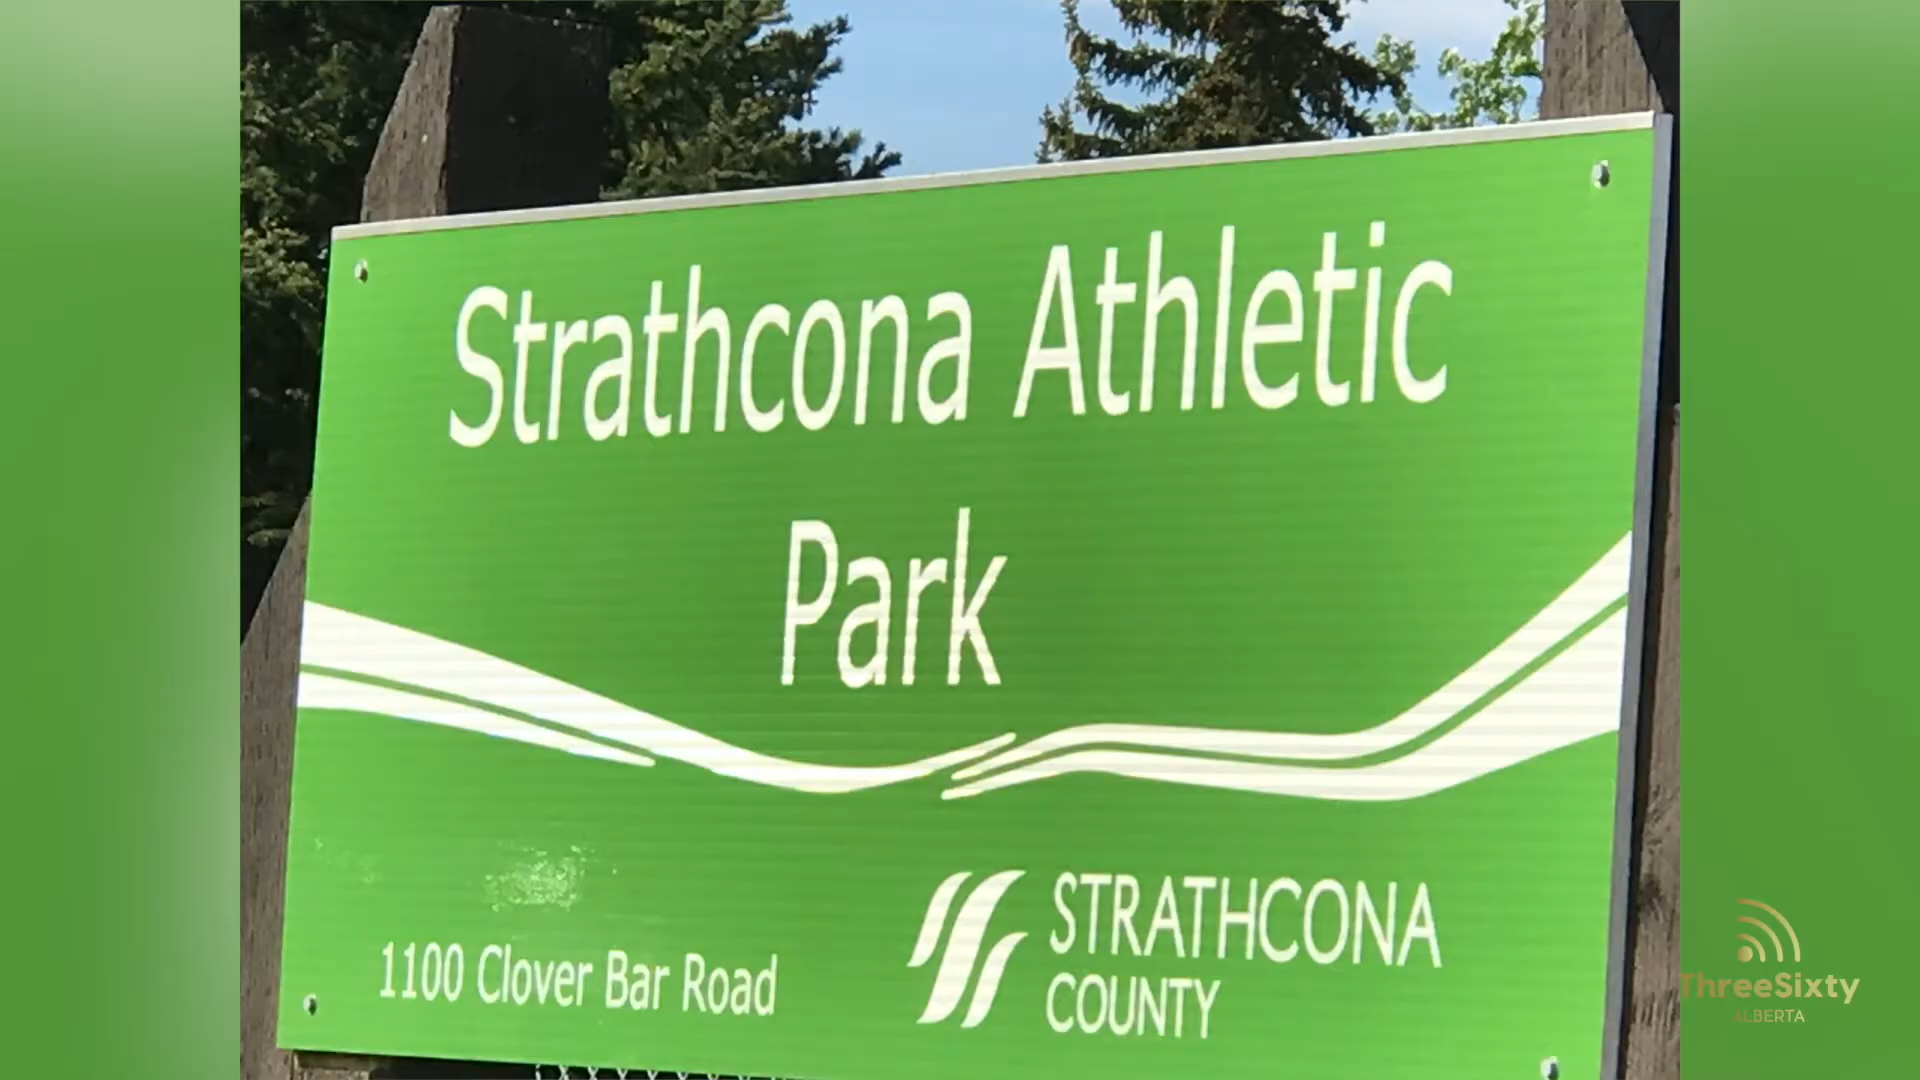 Strathcona Athletic
Park
1100 Clover Bar Road
STRATHCONA
COUNTY
ThreeSixty
ALBERTA